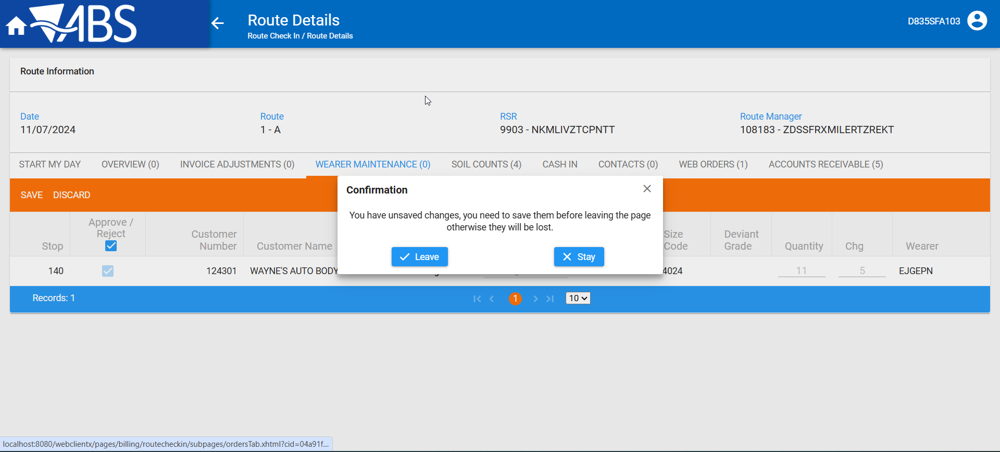 ABS
Route Details
Route Check In / Route Details
D835SFA103
Route Information
Date
Route
RSR
Route Manager
11/07/2024
1 - A
9903 - NKMLIVZTCPNTT
108183 - ZDSSFRXMILERTZREKT
START MY DAY
OVERVIEW (0)
INVOICE ADJUSTMENTS (0)
WEARER MAINTENANCE (0)
SOIL COUNTS (4)
CASH IN
CONTACTS (0)
WEB ORDERS (1)
ACCOUNTS RECEIVABLE (5)
SAVE
DISCARD
Confirmation
You have unsaved changes, you need to save them before leaving the page
otherwise they will be lost.
Leave
Stay
Stop
Approve /
Reject
Customer
Number
Customer Name
Size
Code
Deviant
Grade
Quantity
Chg
Wearer
140
124301
WAYNE'S AUTO BODY
4024
11
5
EJGEPN
Records: 1
1
10
localhost:8080/webclientx/pages/billing/routecheckin/subpages/ordersTab.xhtml?cid=04a91f...